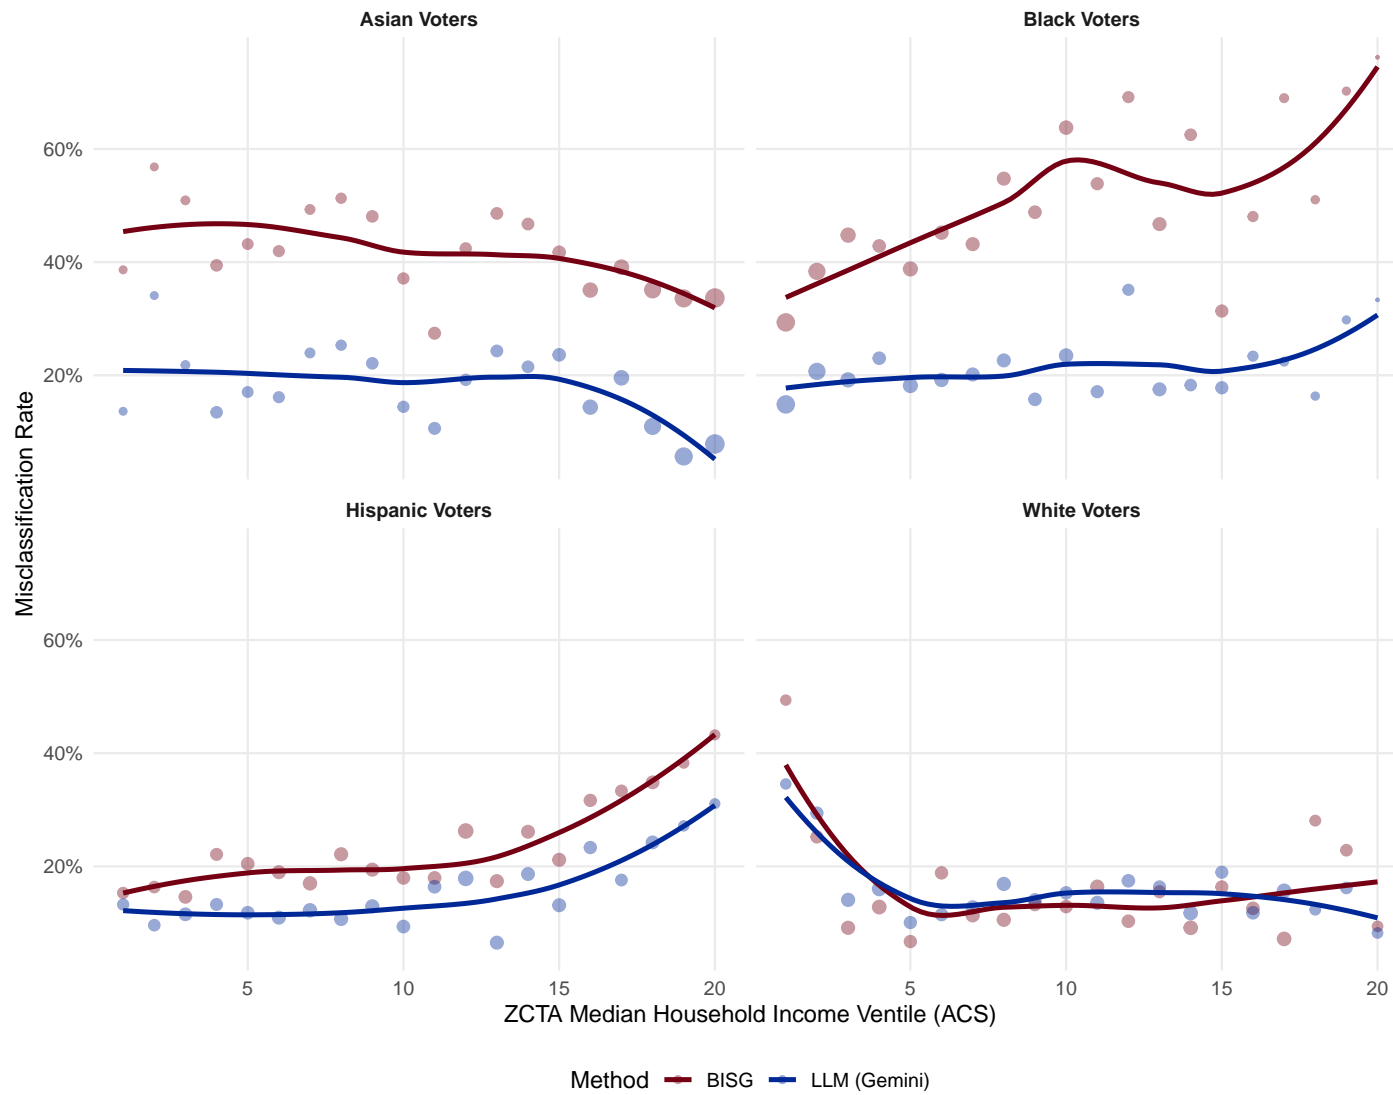 Asian Voters
Black Voters
60%
40%
20%
Hispanic Voters
White Voters
60%
40%
20%
Misclassification Rate
5 10 15 20 5 10 15 20
ZCTA Median Household Income Ventile (ACS)
Method BISG LLM (Gemini)